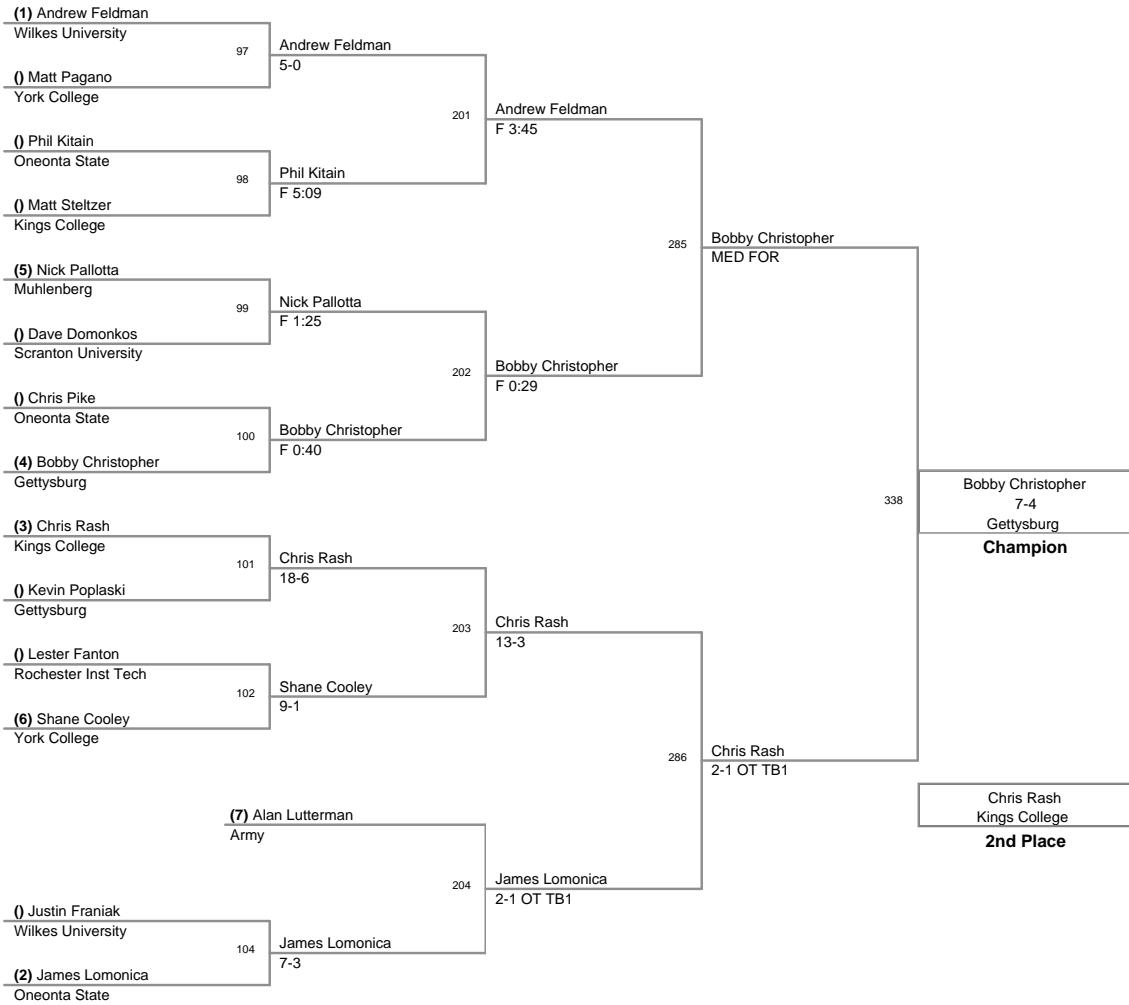 (1) Andrew Feldman
Wilkes University
97
() Matt Pagano
York College
Andrew Feldman
5-0
() Phil Kitain
Oneonta State
98
() Matt Steltzer
Kings College
Phil Kitain
F 5:09
201
Andrew Feldman
F 3:45
(5) Nick Pallotta
Muhlenberg
99
() Dave Domonkos
Scranton University
Nick Pallotta
F 1:25
() Chris Pike
Oneonta State
100
(4) Bobby Christopher
Gettysburg
Bobby Christopher
F 0:40
202
Bobby Christopher
F 0:29
285
Bobby Christopher
MED FOR
(3) Chris Rash
Kings College
101
() Kevin Poplaski
Gettysburg
Chris Rash
18-6
() Lester Fanton
Rochester Inst Tech
102
(6) Shane Cooley
York College
Shane Cooley
9-1
203
Chris Rash
13-3
(7) Alan Lutterman
Army
() Justin Franiak
Wilkes University
104
(2) James Lomonica
Oneonta State
James Lomonica
7-3
204
James Lomonica
2-1 OT TB1
286
Chris Rash
2-1 OT TB1
338
Bobby Christopher
7-4
Gettysburg
Champion
Chris Rash
Kings College
2nd Place